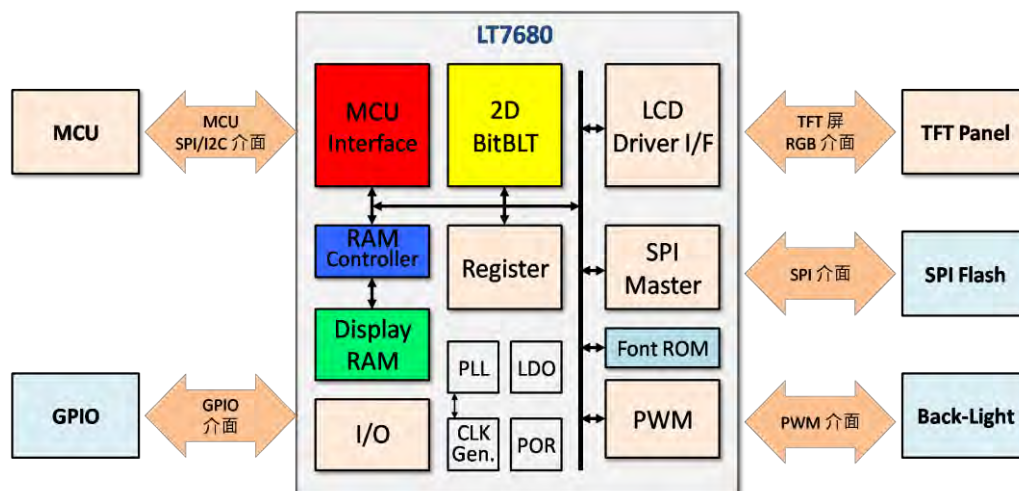 LT7680
MCU
MCU
SPI/I2C 介面
MCU
Interface
2D
BitBLT
LCD
Driver I/F
TFT 屏
RGB 介面
TFT Panel
RAM
Controller
Register
SPI
Master
SPI 介面
SPI Flash
Display
RAM
PLL
LDO
Font ROM
GPIO
GPIO
介面
I/O
CLK
Gen.
POR
PWM
PWM 介面
Back-Light